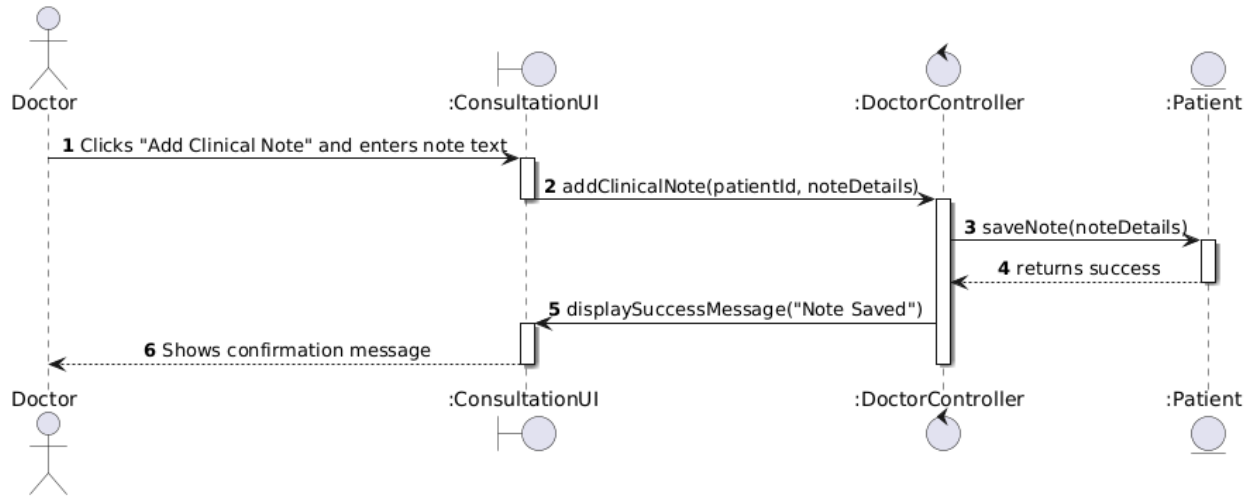 Doctor
:ConsultationUI
:DoctorController
:Patient
1 Clicks "Add Clinical Note" and enters note text
2 addClinicalNote(patientId, noteDetails)
3 saveNote(noteDetails)
4 returns success
5 displaySuccessMessage("Note Saved")
6 Shows confirmation message
Doctor
:ConsultationUI
:DoctorController
:Patient